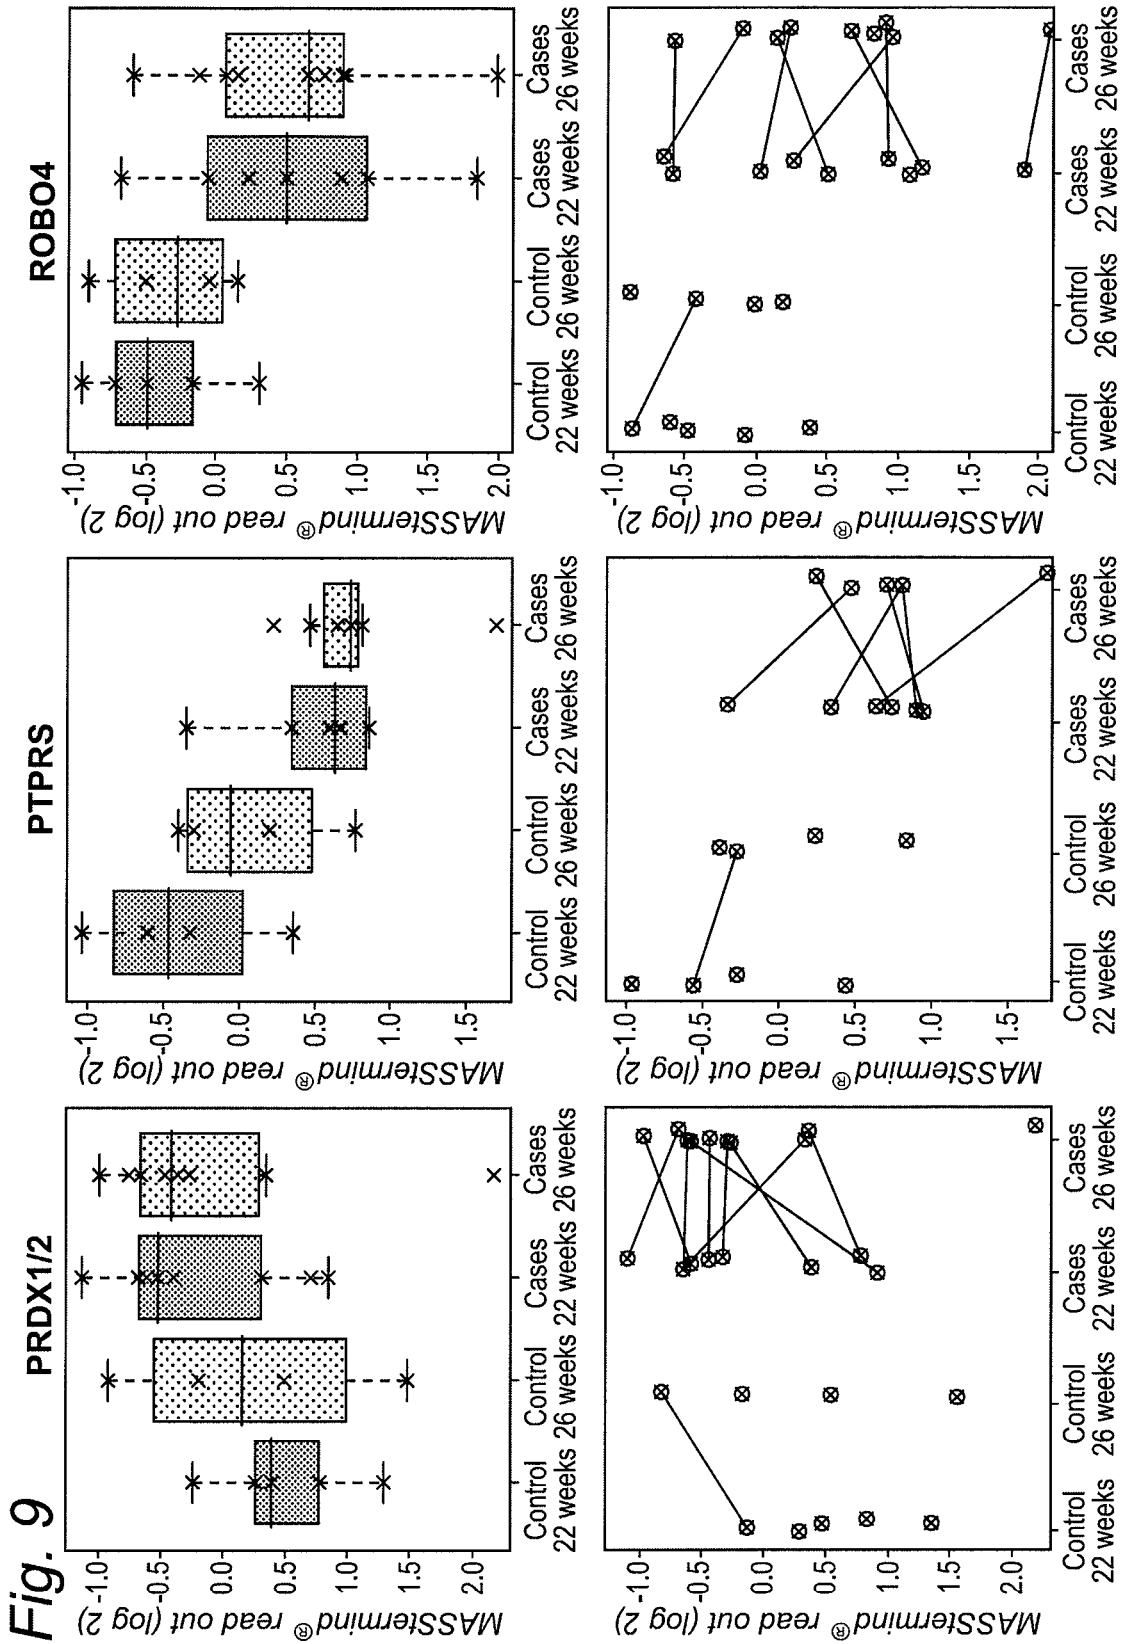 Fig. 9
PRDX1/2
MASStermind® read out (log 2)
-1.0
-0.5
0.0
0.5
1.0
1.5
2.0
Control Control Cases Cases
22 weeks 26 weeks 22 weeks 26 weeks
PTPRS
MASStermind® read out (log 2)
-1.0
-0.5
0.0
0.5
1.0
1.5
Control Control Cases Cases
22 weeks 26 weeks 22 weeks 26 weeks
ROBO4
MASStermind® read out (log 2)
-1.0
-0.5
0.0
0.5
1.0
1.5
2.0
Control Control Cases Cases
22 weeks 26 weeks 22 weeks 26 weeks
MASStermind® read out (log 2)
-1.0
-0.5
0.0
0.5
1.0
1.5
2.0
Control Control Cases Cases
22 weeks 26 weeks 22 weeks 26 weeks
MASStermind® read out (log 2)
-1.0
-0.5
0.0
0.5
1.0
1.5
Control Control Cases Cases
22 weeks 26 weeks 22 weeks 26 weeks
MASStermind® read out (log 2)
-1.0
-0.5
0.0
0.5
1.0
1.5
2.0
Control Control Cases Cases
22 weeks 26 weeks 22 weeks 26 weeks